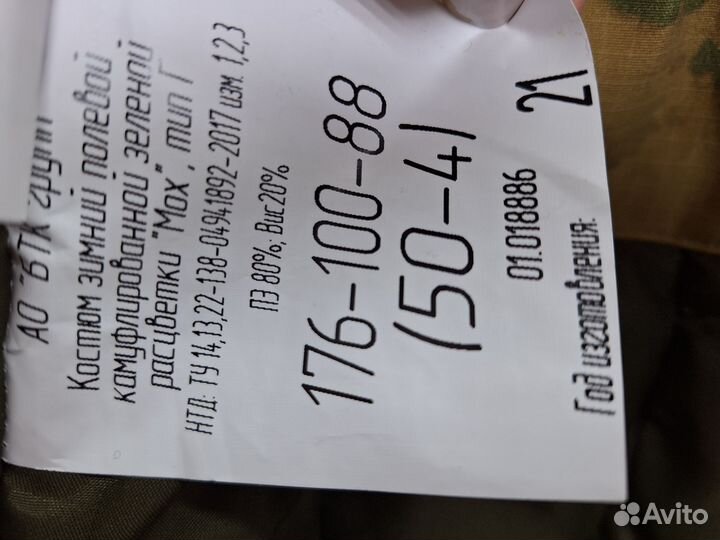 АО "БТК групп"
Костюм зимний полевой
камуфлированной зеленой
расцветки "Мох", тип Г
НТД: ТУ 14,13,22-138-04941892-2017 изм. 1,2,3
ПЭ 80%; Вис20%
176-100-88
(50-4)
01.018886
Год изготовления: 21
Avito